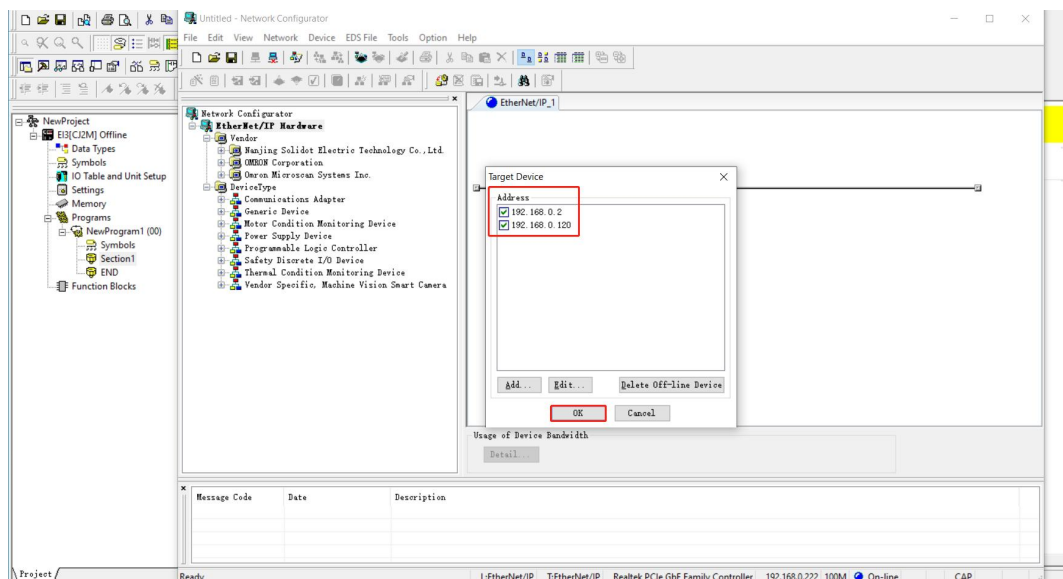 Untitled - Network Configurator
File Edit View Network Device EDS File Tools Option Help
NewProject
EI3[CJ2M] Offline
Data Types
Symbols
IO Table and Unit Setup
Settings
Memory
Programs
NewProgram1 (00)
Symbols
Section1
END
Function Blocks
Project
Network Configurator
EtherNet/IP Hardware
Vendor
Nanjing Solidot Electric Technology Co., Ltd.
OMRON Corporation
Omron Microscan Systems Inc.
DeviceType
Communications Adapter
Generic Device
Motor Condition Monitoring Device
Power Supply Device
Programmable Logic Controller
Safety Discrete I/O Device
Thermal Condition Monitoring Device
Vendor Specific, Machine Vision Smart Camera
EtherNet/IP_1
Target Device
Address
192.168.0.2
192.168.0.120
Add... Edit... Delete Off-line Device
OK Cancel
Usage of Device Bandwidth
Detail...
Message Code Date Description
Ready L:EtherNet/IP T:EtherNet/IP Realtek PCIe GbE Family Controller 192.168.0.222 100M On-line CAP